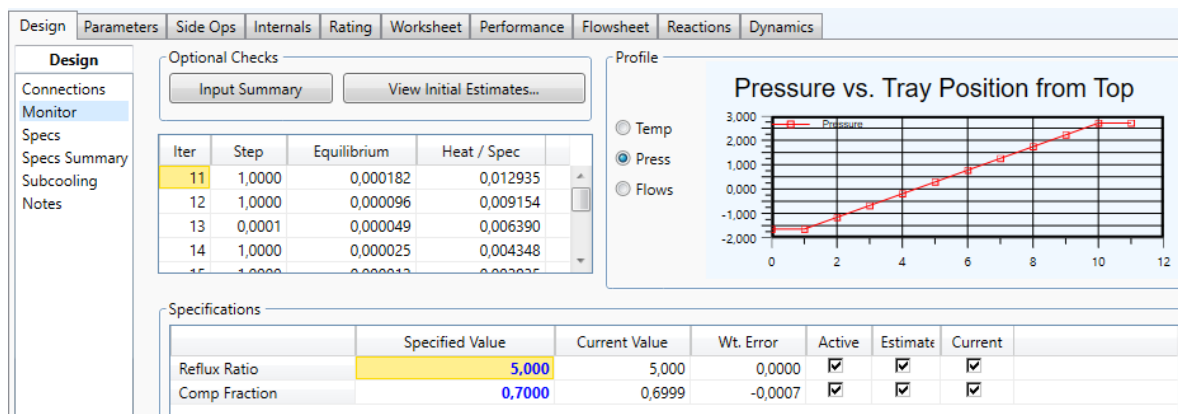 Design Parameters Side Ops Internals Rating Worksheet Performance Flowsheet Reactions Dynamics
Design
Connections
Monitor
Specs
Specs Summary
Subcooling
Notes
Optional Checks
Input Summary View Initial Estimates...
Iter Step Equilibrium Heat / Spec
11 1,0000 0,000182 0,012935
12 1,0000 0,000096 0,009154
13 0,0001 0,000049 0,006390
14 1,0000 0,000025 0,004348
Profile
Temp
Press
Flows
Pressure vs. Tray Position from Top
Pressure
3,000
2,000
1,000
0,000
-1,000
-2,000
0 2 4 6 8 10 12
Specifications
Specified Value Current Value Wt. Error Active Estimate Current
Reflux Ratio 5,000 5,000 0,0000
Comp Fraction 0,7000 0,6999 -0,0007